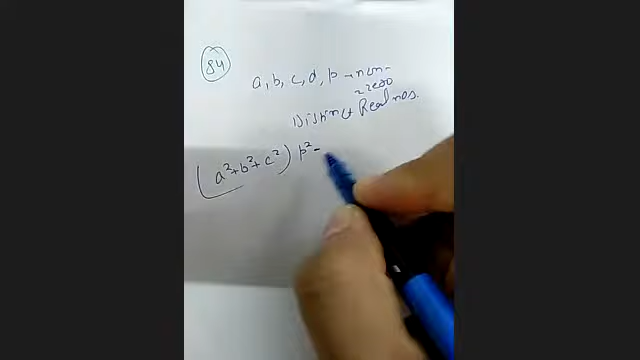 84
a, b, c, d, p → non-
zero
Distinct Real nos.
(a²+b²+c²) p² -